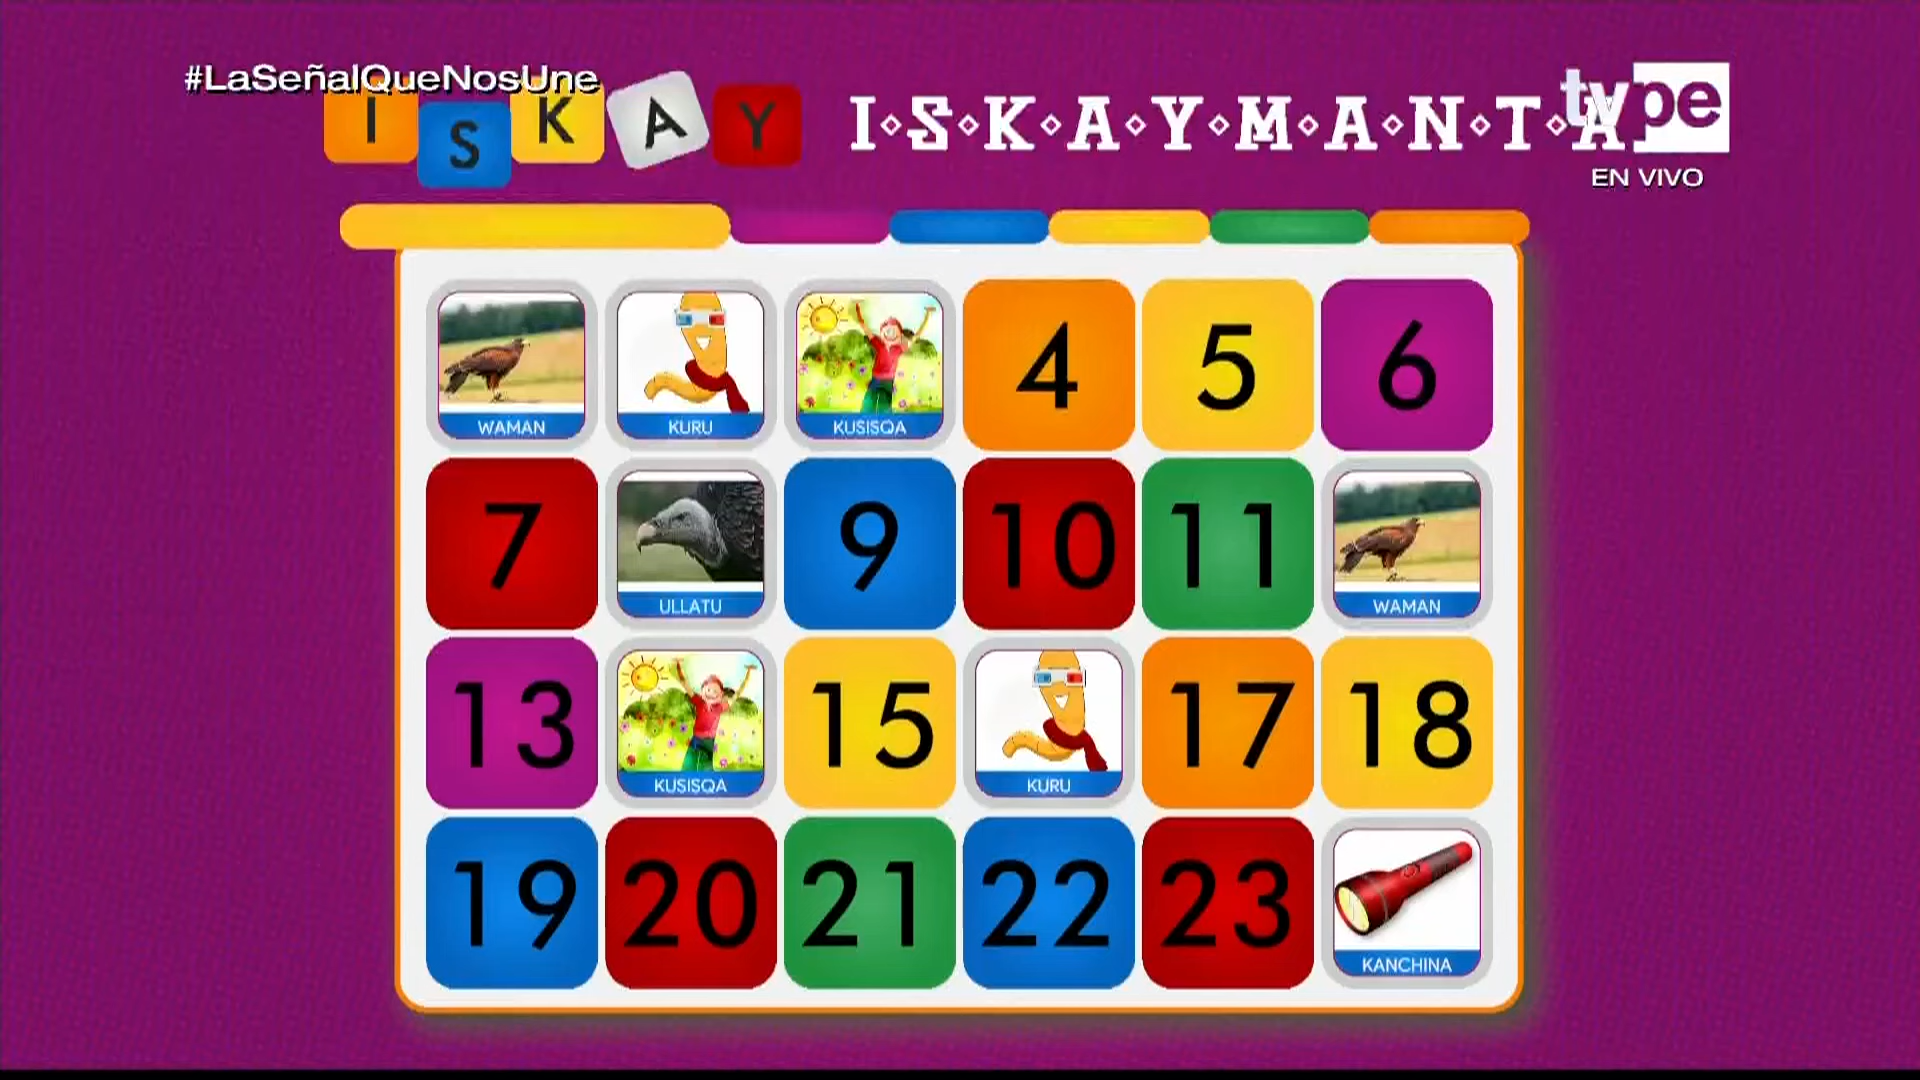 #LaSeñalQueNosUne
ISKAY
I·S·K·A·Y·M·A·N·T·A
tvpe
EN VIVO
WAMAN KURU KUSISQA 4 5 6
7 ULLATU 9 10 11 WAMAN
13 KUSISQA 15 KURU 17 18
19 20 21 22 23 KANCHINA